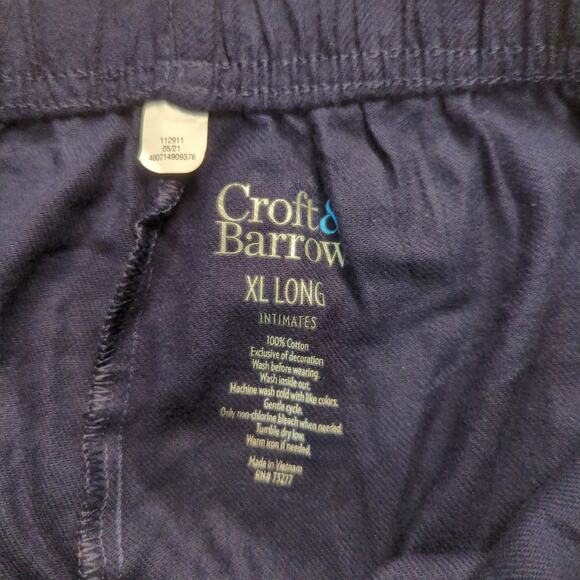 112911
05/21
400714909376
Croft&
Barrow
XL LONG
INTIMATES
100% Cotton
Exclusive of decoration
Wash before wearing.
Wash inside out.
Machine wash cold with like colors.
Gentle cycle.
Only non-chlorine bleach when needed.
Tumble dry low.
Warm iron if needed.
Made in Vietnam
RN# 73277